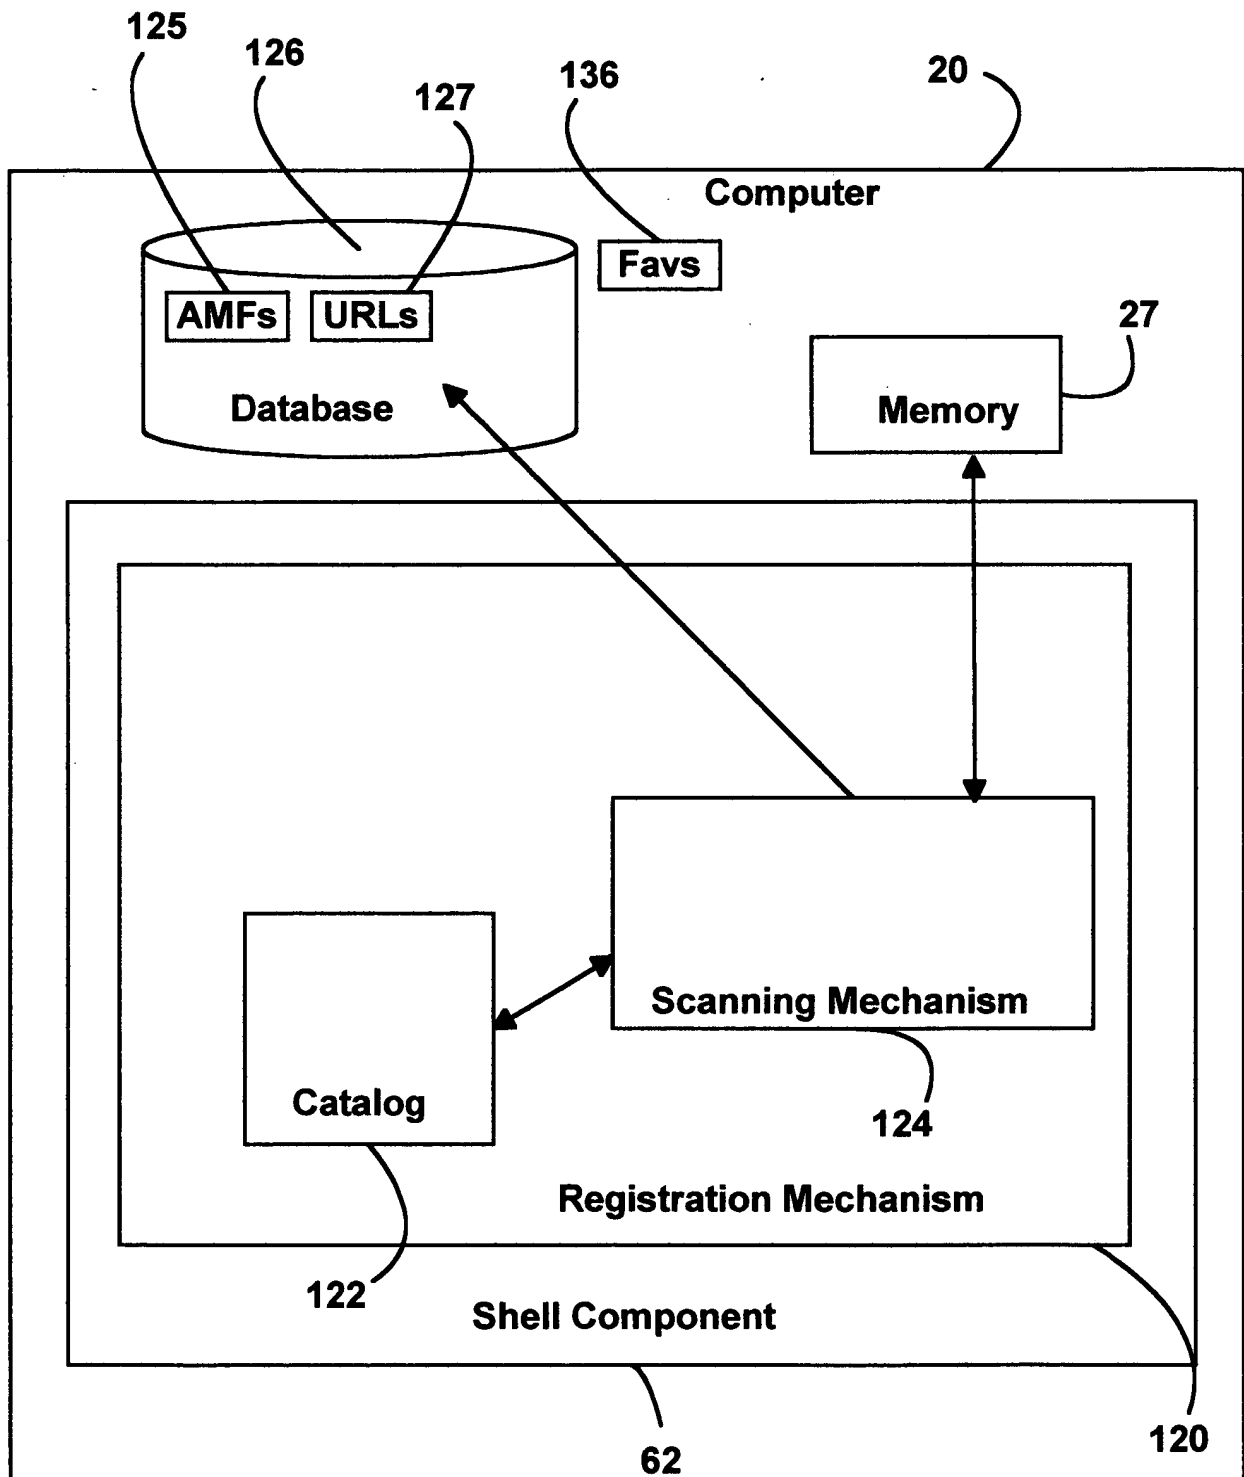 125
126
127
136
20
Computer
Favs
AMFs
URLs
27
Database
Memory
Scanning Mechanism
Catalog
124
Registration Mechanism
122
Shell Component
120
62